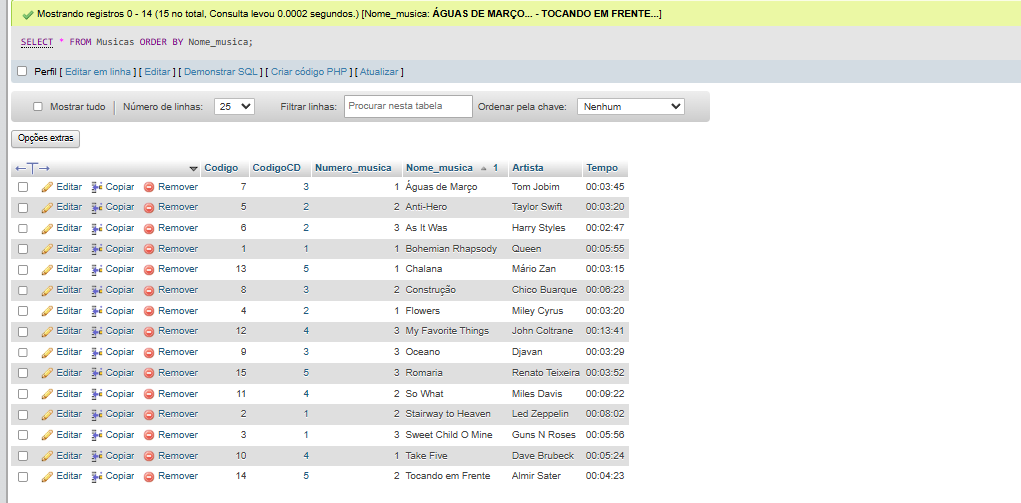 Mostrando registros 0 - 14 (15 no total, Consulta levou 0.0002 segundos.) [Nome_musica: ÁGUAS DE MARÇO... - TOCANDO EM FRENTE...]
SELECT * FROM Musicas ORDER BY Nome_musica;
Perfil [ Editar em linha ] [ Editar ] [ Demonstrar SQL ] [ Criar código PHP ] [ Atualizar ]
Mostrar tudo | Número de linhas: 25 Filtrar linhas: Procurar nesta tabela Ordenar pela chave: Nenhum
Opções extras
←T→ Codigo CodigoCD Numero_musica Nome_musica 1 Artista Tempo
Editar Copiar Remover 7 3 1 Águas de Março Tom Jobim 00:03:45
Editar Copiar Remover 5 2 2 Anti-Hero Taylor Swift 00:03:20
Editar Copiar Remover 6 2 3 As It Was Harry Styles 00:02:47
Editar Copiar Remover 1 1 1 Bohemian Rhapsody Queen 00:05:55
Editar Copiar Remover 13 5 1 Chalana Mário Zan 00:03:15
Editar Copiar Remover 8 3 2 Construção Chico Buarque 00:06:23
Editar Copiar Remover 4 2 1 Flowers Miley Cyrus 00:03:20
Editar Copiar Remover 12 4 3 My Favorite Things John Coltrane 00:13:41
Editar Copiar Remover 9 3 3 Oceano Djavan 00:03:29
Editar Copiar Remover 15 5 3 Romaria Renato Teixeira 00:03:52
Editar Copiar Remover 11 4 2 So What Miles Davis 00:09:22
Editar Copiar Remover 2 1 2 Stairway to Heaven Led Zeppelin 00:08:02
Editar Copiar Remover 3 1 3 Sweet Child O Mine Guns N Roses 00:05:56
Editar Copiar Remover 10 4 1 Take Five Dave Brubeck 00:05:24
Editar Copiar Remover 14 5 2 Tocando em Frente Almir Sater 00:04:23